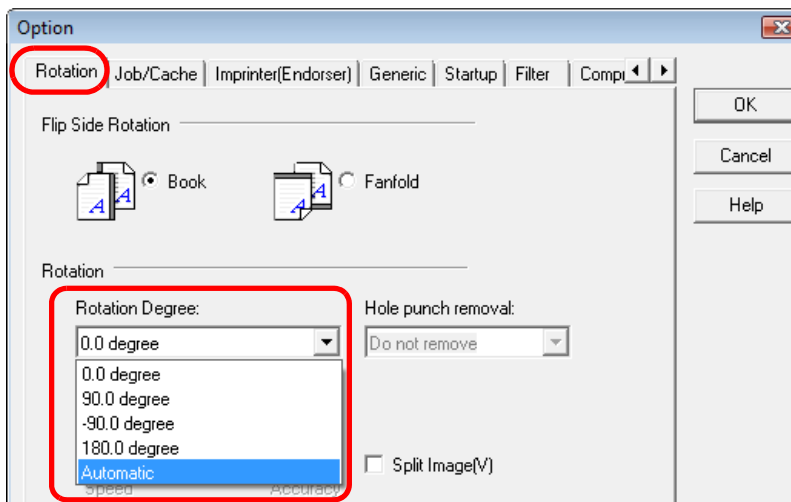 Option
Rotation Job/Cache Imprinter(Endorser) Generic Startup Filter
OK
Cancel
Help
Flip Side Rotation
A A Book A A Fanfold
Rotation
Rotation Degree: Hole punch removal:
0.0 degree Do not remove
0.0 degree
90.0 degree
-90.0 degree
180.0 degree
Automatic
Split Image(V)
Speed Accuracy